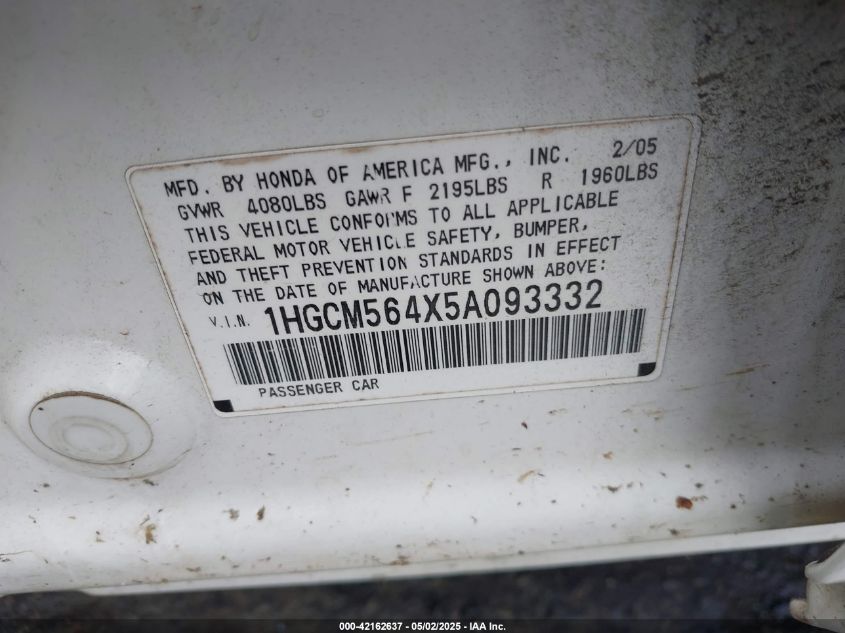 MFD. BY HONDA OF AMERICA MFG., INC. 2/05
GVWR 4080LBS GAWR F 2195LBS R 1960LBS
THIS VEHICLE CONFORMS TO ALL APPLICABLE
FEDERAL MOTOR VEHICLE SAFETY, BUMPER,
AND THEFT PREVENTION STANDARDS IN EFFECT
ON THE DATE OF MANUFACTURE SHOWN ABOVE:
V.I.N. 1HGCM564X5A093332
PASSENGER CAR
000-42162637 - 05/02/2025 - IAA Inc.